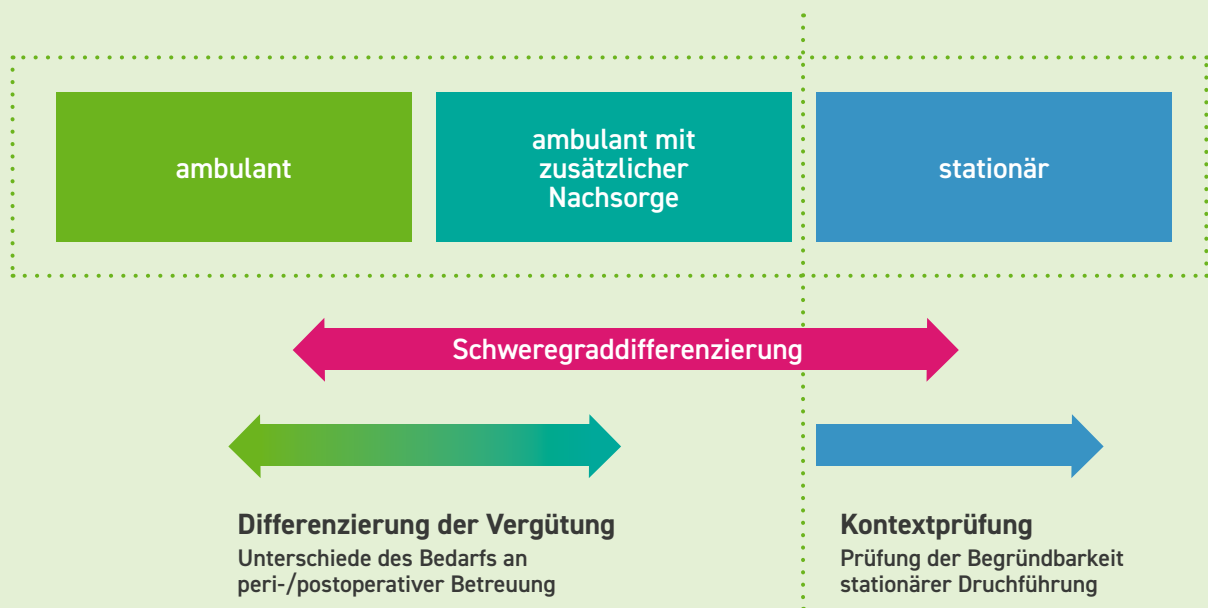 ambulant
ambulant mit
zusätzlicher
Nachsorge
stationär
Schweregraddifferenzierung
Differenzierung der Vergütung
Unterschiede des Bedarfs an
peri-/postoperativer Betreuung
Kontextprüfung
Prüfung der Begründbarkeit
stationärer Druchführung